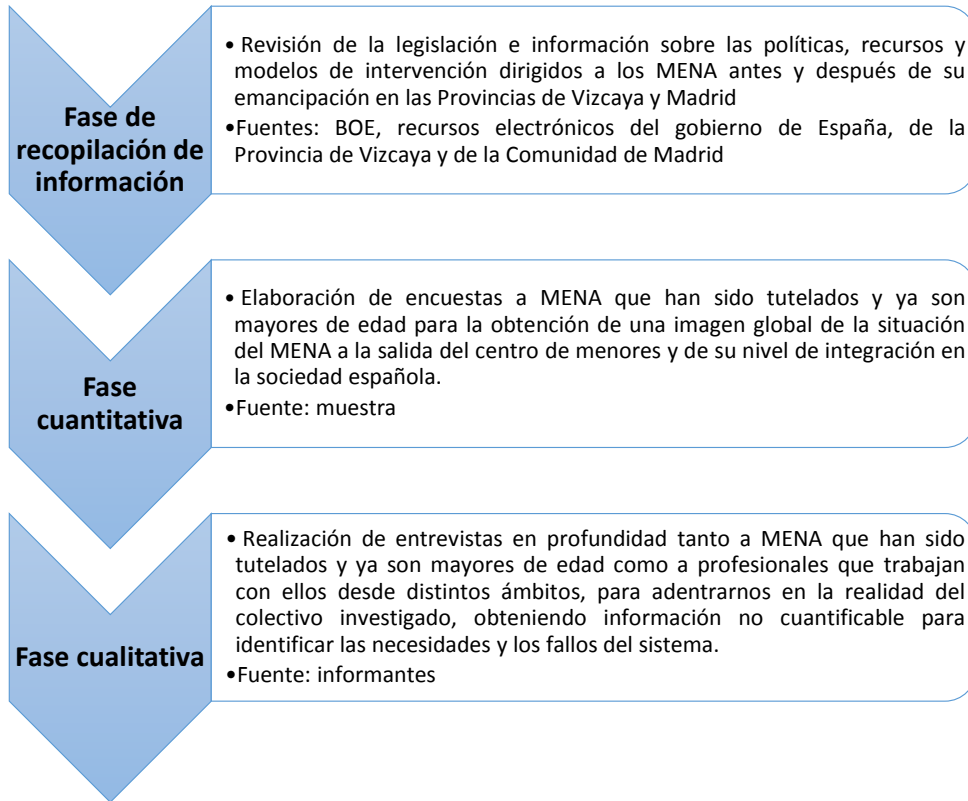 Fase de
recopilación de
información
• Revisión de la legislación e información sobre las políticas, recursos y
modelos de intervención dirigidos a los MENA antes y después de su
emancipación en las Provincias de Vizcaya y Madrid
•Fuentes: BOE, recursos electrónicos del gobierno de España, de la
Provincia de Vizcaya y de la Comunidad de Madrid
Fase
cuantitativa
• Elaboración de encuestas a MENA que han sido tutelados y ya son
mayores de edad para la obtención de una imagen global de la situación
del MENA a la salida del centro de menores y de su nivel de integración en
la sociedad española.
•Fuente: muestra
Fase cualitativa
• Realización de entrevistas en profundidad tanto a MENA que han sido
tutelados y ya son mayores de edad como a profesionales que trabajan
con ellos desde distintos ámbitos, para adentrarnos en la realidad del
colectivo investigado, obteniendo información no cuantificable para
identificar las necesidades y los fallos del sistema.
•Fuente: informantes